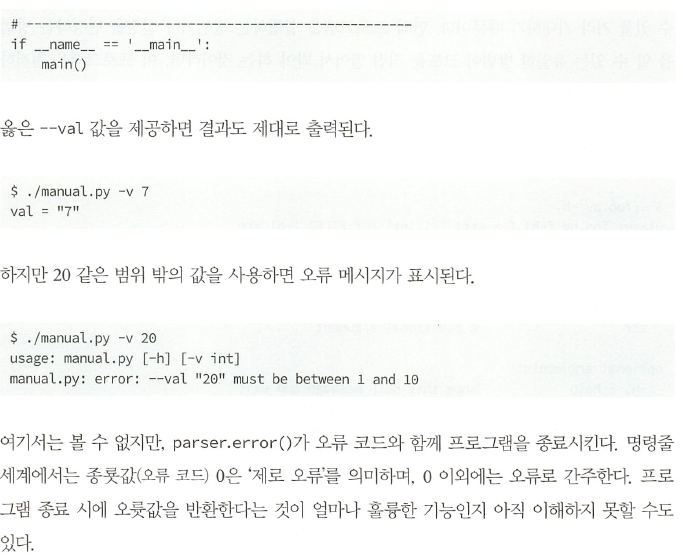 # --------------------------------------------------
if __name__ == '__main__':
    main()
옳은 --val 값을 제공하면 결과도 제대로 출력된다.
$ ./manual.py -v 7
val = "7"
하지만 20 같은 범위 밖의 값을 사용하면 오류 메시지가 표시된다.
$ ./manual.py -v 20
usage: manual.py [-h] [-v int]
manual.py: error: --val "20" must be between 1 and 10
여기서는 볼 수 없지만, parser.error()가 오류 코드와 함께 프로그램을 종료시킨다. 명령줄
세계에서는 종룟값(오류 코드) 0은 '제로 오류'를 의미하며, 0 이외에는 오류로 간주한다. 프로
그램 종료 시에 오륫값을 반환한다는 것이 얼마나 훌륭한 기능인지 아직 이해하지 못할 수도
있다.